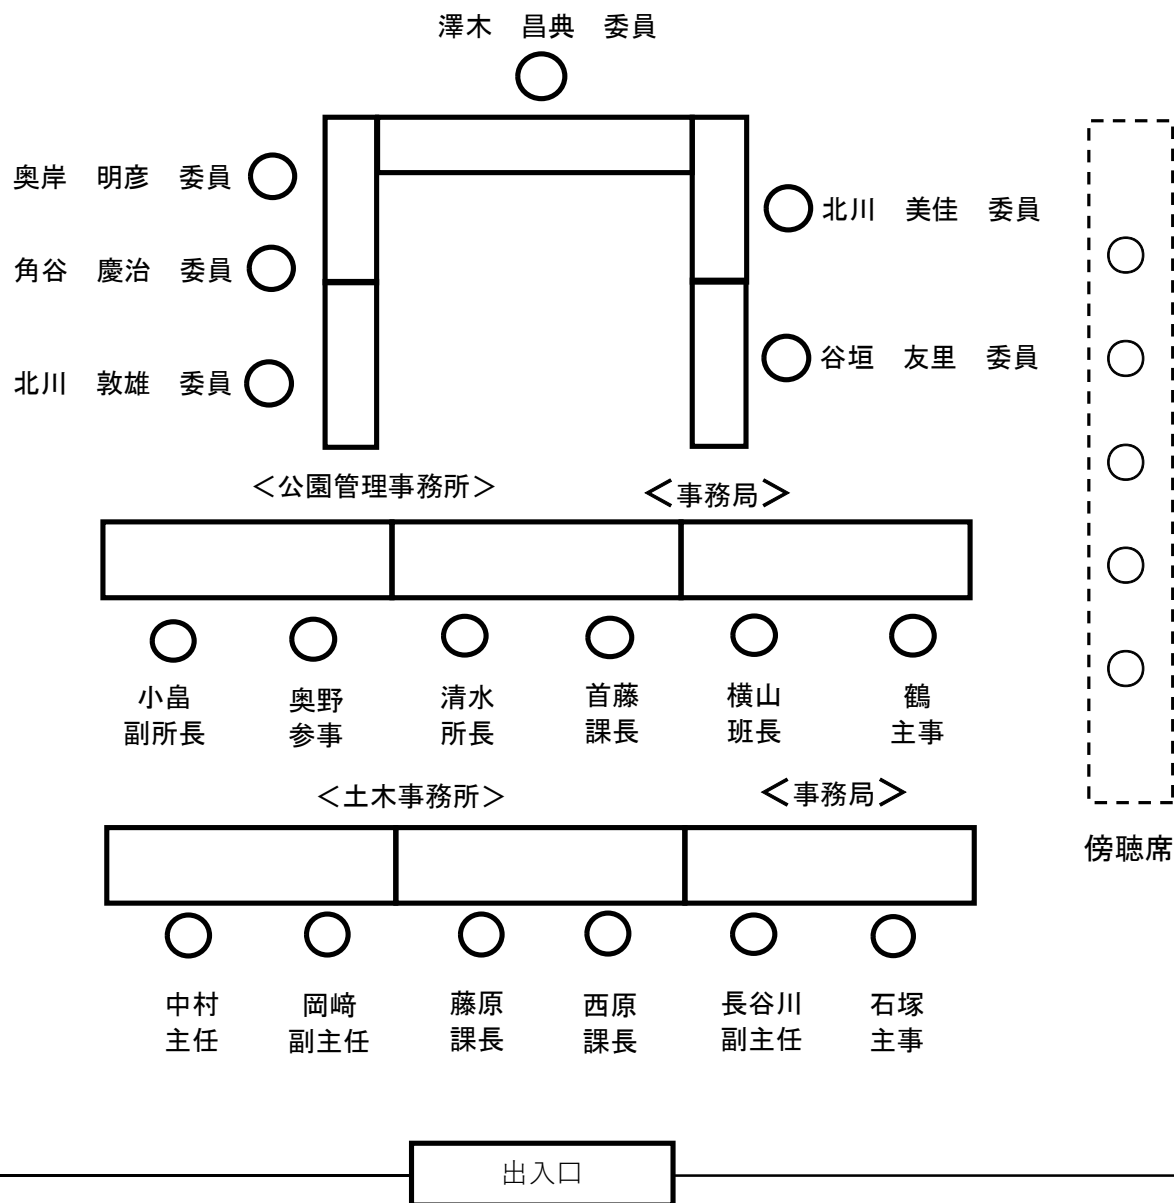 澤木　昌典　委員
奥岸　明彦　委員
北川　美佳　委員
角谷　慶治　委員
谷垣　友里　委員
北川　敦雄　委員
＜公園管理事務所＞
＜事務局＞
小畠
副所長
奥野
参事
清水
所長
首藤
課長
横山
班長
鶴
主事
＜土木事務所＞
＜事務局＞
傍聴席
中村
主任
岡﨑
副主任
藤原
課長
西原
課長
長谷川
副主任
石塚
主事
出入口